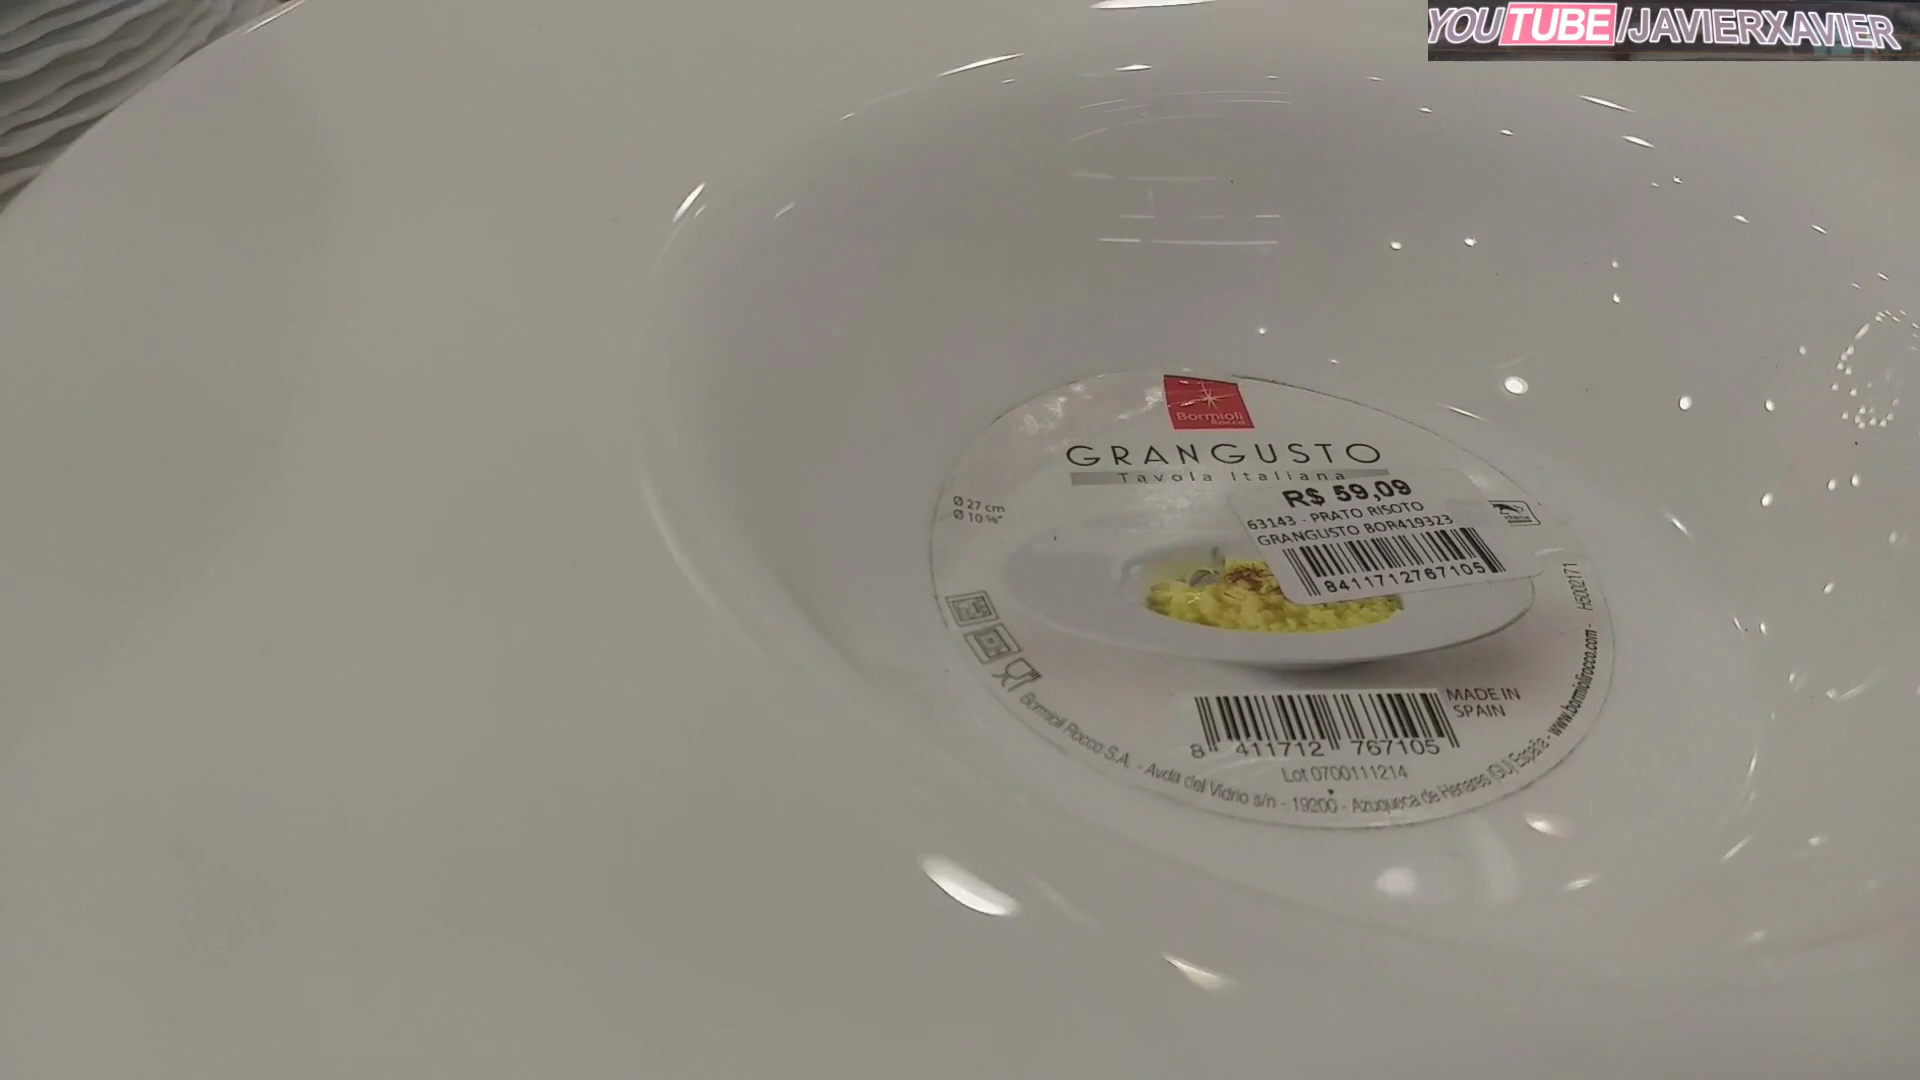 YOUTUBE/JAVIERXAVIER
Bormioli
Rocco
GRANGUSTO
Tavola Italiana
R$ 59,09
63143 - PRATO RISOTO
GRANGUSTO BOR419323
8411712767105
Ø 27 cm
Ø 10 5/8"
MADE IN
SPAIN
8 411712 767105
Lot 0700111214
Bormioli Rocco S.A. - Avda del Vidrio s/n - 19200 - Azuqueca de Henares (GU) España - www.bormiolirocco.com - H5002171